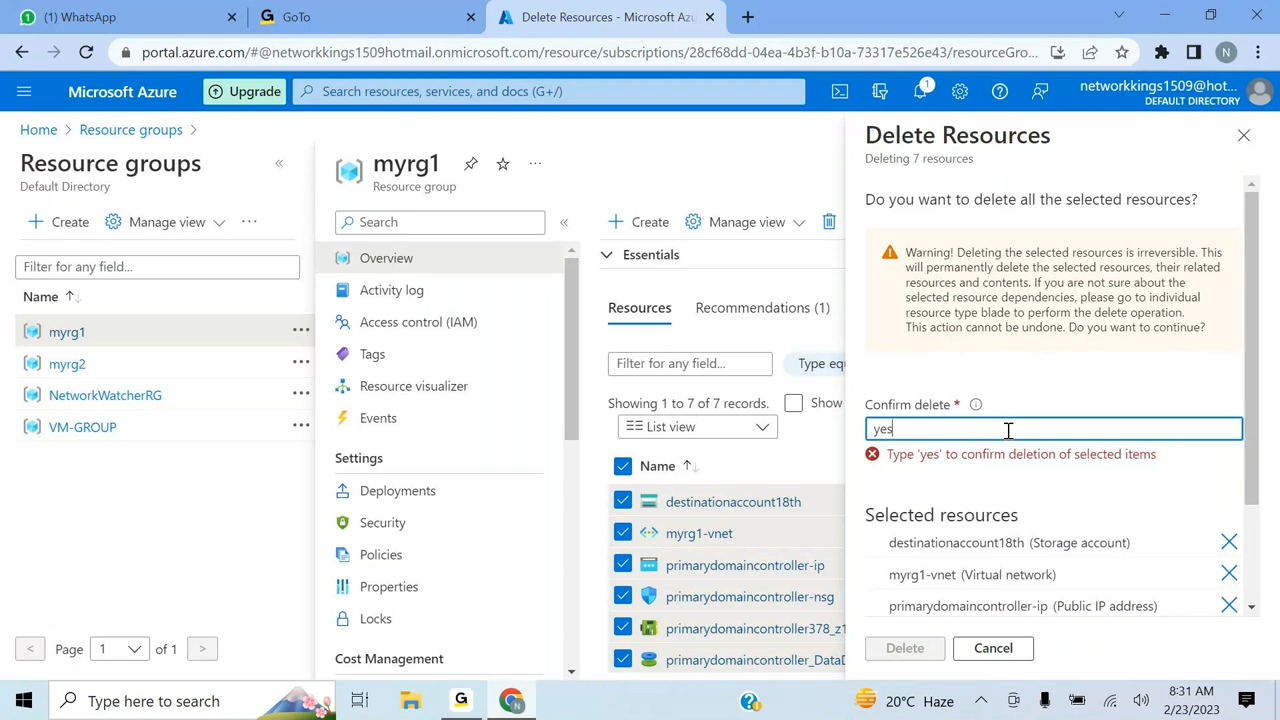 (1) WhatsApp
GoTo
Delete Resources - Microsoft Azu
portal.azure.com/#@networkkings1509hotmail.onmicrosoft.com/resource/subscriptions/28cf68dd-04ea-4b3f-b10a-73317e526e43/resourceGro...
N
Microsoft Azure
Upgrade
Search resources, services, and docs (G+/)
1
networkkings1509@hot...
DEFAULT DIRECTORY
Home > Resource groups >
Resource groups
Default Directory
Create
Manage view
...
Filter for any field...
Name
myrg1
myrg2
NetworkWatcherRG
VM-GROUP
< Page 1 of 1 >
myrg1
Resource group
Search
Overview
Activity log
Access control (IAM)
Tags
Resource visualizer
Events
Settings
Deployments
Security
Policies
Properties
Locks
Cost Management
Create
Manage view
Essentials
Resources
Recommendations (1)
Filter for any field...
Type equ
Showing 1 to 7 of 7 records.
Show
List view
Name
destinationaccount18th
myrg1-vnet
primarydomaincontroller-ip
primarydomaincontroller-nsg
primarydomaincontroller378_z1
primarydomaincontroller_DataD
Delete Resources
Deleting 7 resources
Do you want to delete all the selected resources?
Warning! Deleting the selected resources is irreversible. This
will permanently delete the selected resources, their related
resources and contents. If you are not sure about the
selected resource dependencies, please go to individual
resource type blade to perform the delete operation.
This action cannot be undone. Do you want to continue?
Confirm delete *
yes
Type 'yes' to confirm deletion of selected items
Selected resources
destinationaccount18th (Storage account)
myrg1-vnet (Virtual network)
primarydomaincontroller-ip (Public IP address)
Delete
Cancel
Type here to search
20°C Haze
8:31 AM
2/23/2023